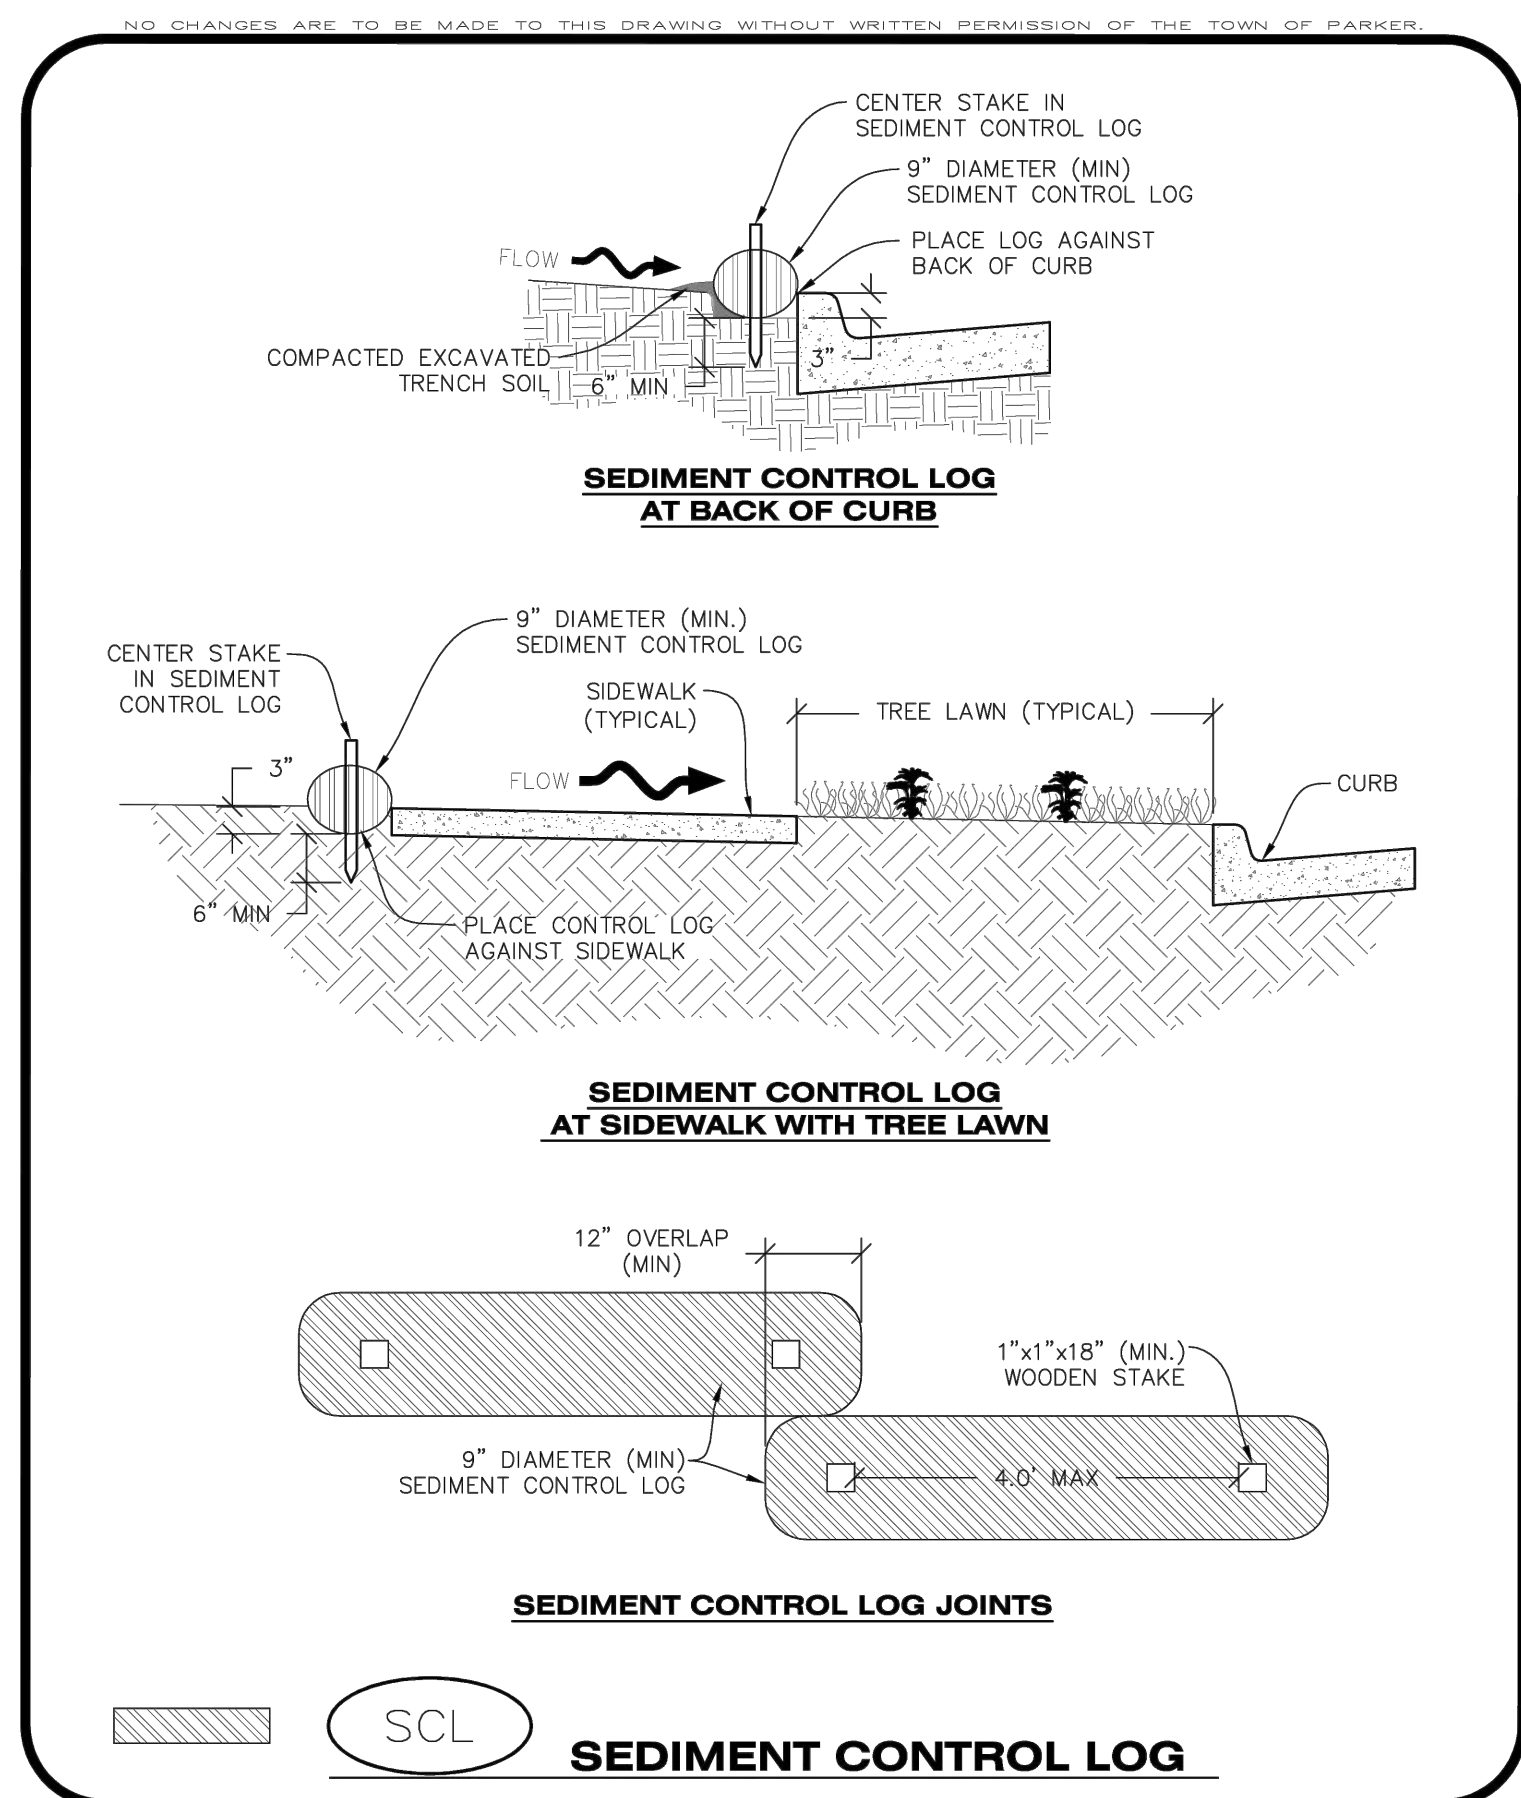 NO CHANGES ARE TO BE MADE TO THIS DRAWING WITHOUT WRITTEN PERMISSION OF THE TOWN OF PARKER.
CENTER STAKE IN
SEDIMENT CONTROL LOG
9" DIAMETER (MIN)
SEDIMENT CONTROL LOG
PLACE LOG AGAINST
BACK OF CURB
FLOW
COMPACTED EXCAVATED
TRENCH SOIL
6" MIN
3"
SEDIMENT CONTROL LOG
AT BACK OF CURB
9" DIAMETER (MIN.)
SEDIMENT CONTROL LOG
CENTER STAKE
IN SEDIMENT
CONTROL LOG
SIDEWALK
(TYPICAL)
TREE LAWN (TYPICAL)
3"
FLOW
CURB
6" MIN
PLACE CONTROL LOG
AGAINST SIDEWALK
SEDIMENT CONTROL LOG
AT SIDEWALK WITH TREE LAWN
12" OVERLAP
(MIN)
1"x1"x18" (MIN.)
WOODEN STAKE
9" DIAMETER (MIN)
SEDIMENT CONTROL LOG
4.0' MAX
SEDIMENT CONTROL LOG JOINTS
SCL
SEDIMENT CONTROL LOG